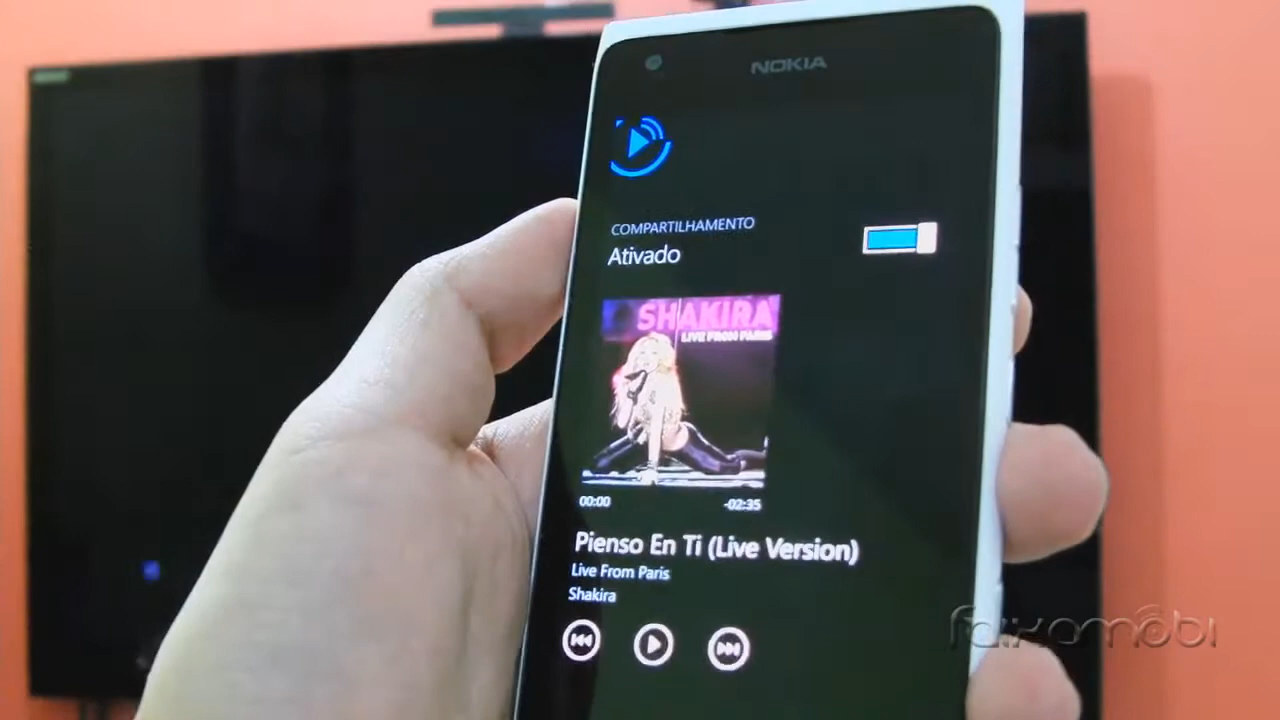 NOKIA
COMPARTILHAMENTO
Ativado
SHAKIRA
LIVE FROM PARIS
00:00 -02:35
Pienso En Ti (Live Version)
Live From Paris
Shakira
faixamobi